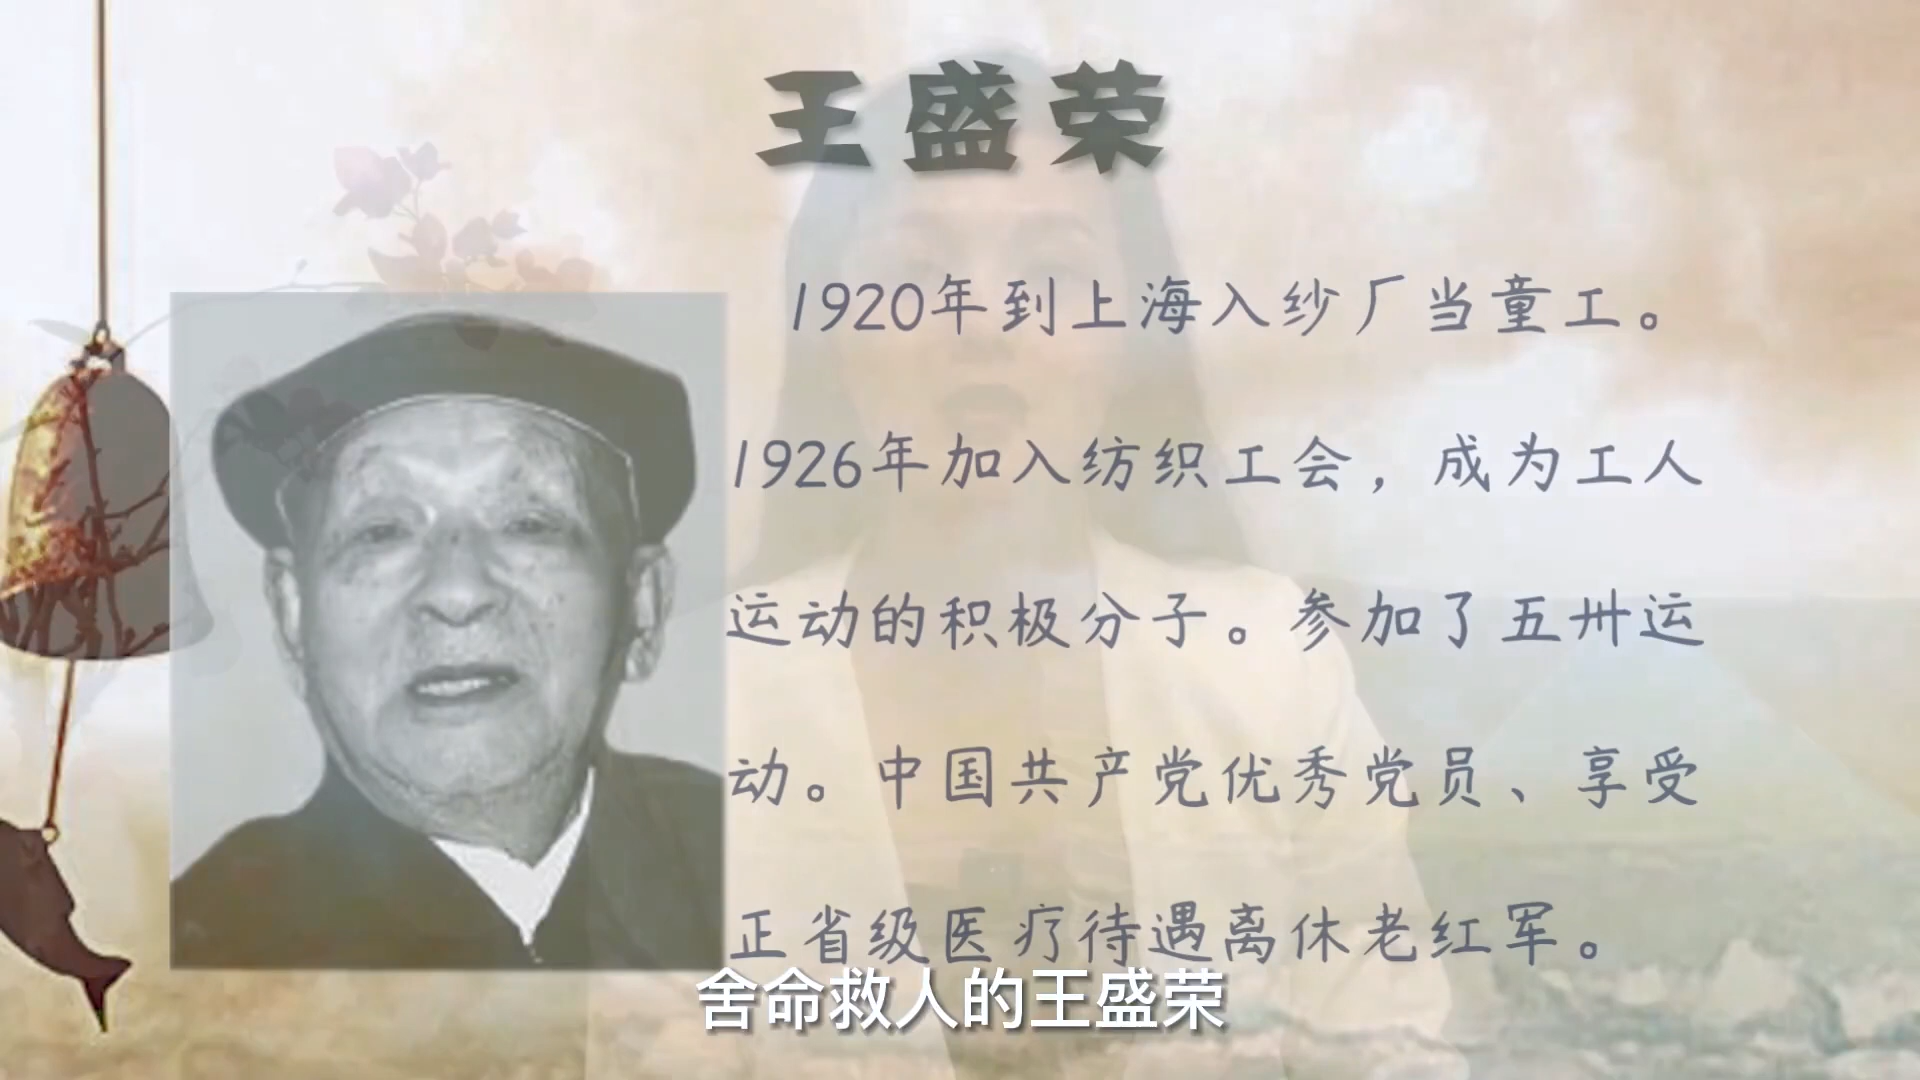 王盛荣
1920年到上海入纱厂当童工。
1926年加入纺织工会，成为工人
运动的积极分子。参加了五卅运
动。中国共产党优秀党员、享受
正省级医疗待遇离休老红军。
舍命救人的王盛荣